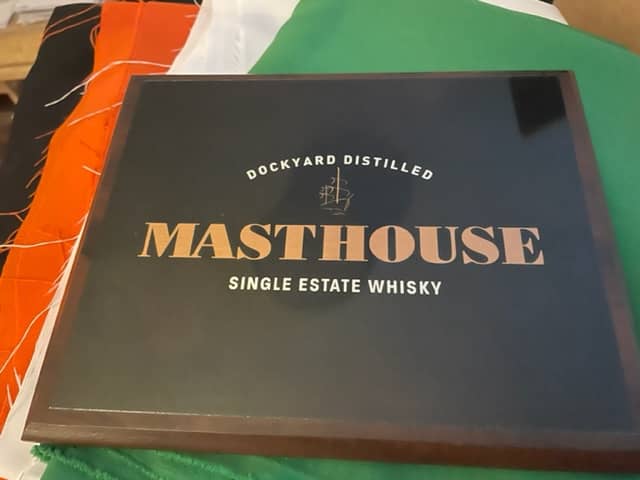 DOCKYARD DISTILLED
MASTHOUSE
SINGLE ESTATE WHISKY